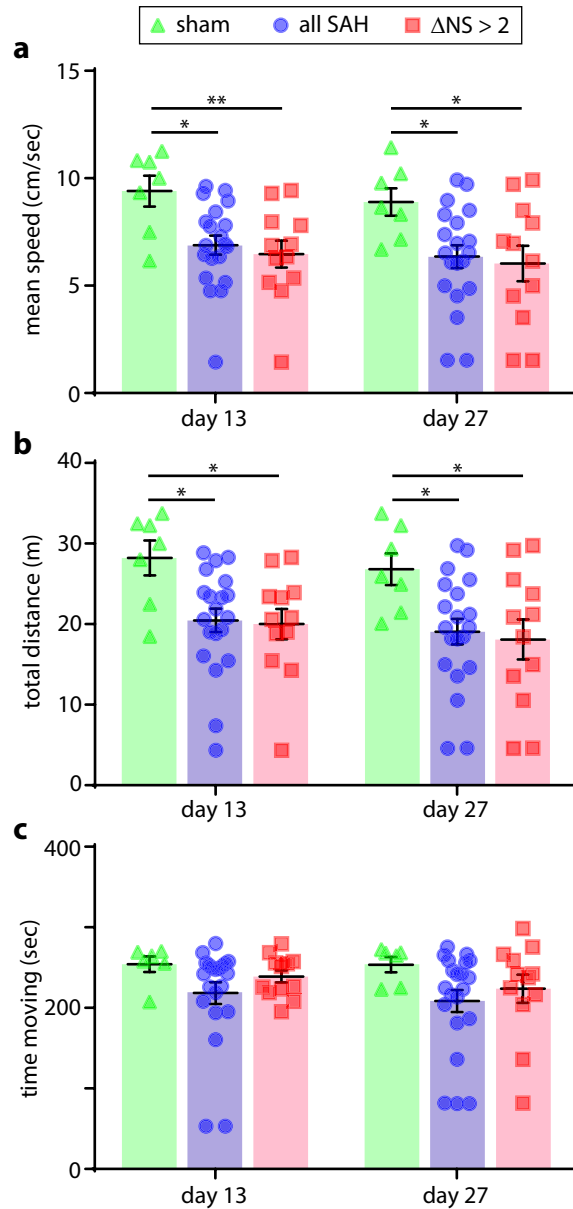 sham all SAH ΔNS > 2
a
mean speed (cm/sec)
15
10
5
0
**
*
*
*
day 13 day 27
b
total distance (m)
40
30
20
10
0
*
*
*
*
day 13 day 27
c
time moving (sec)
400
200
0
day 13 day 27